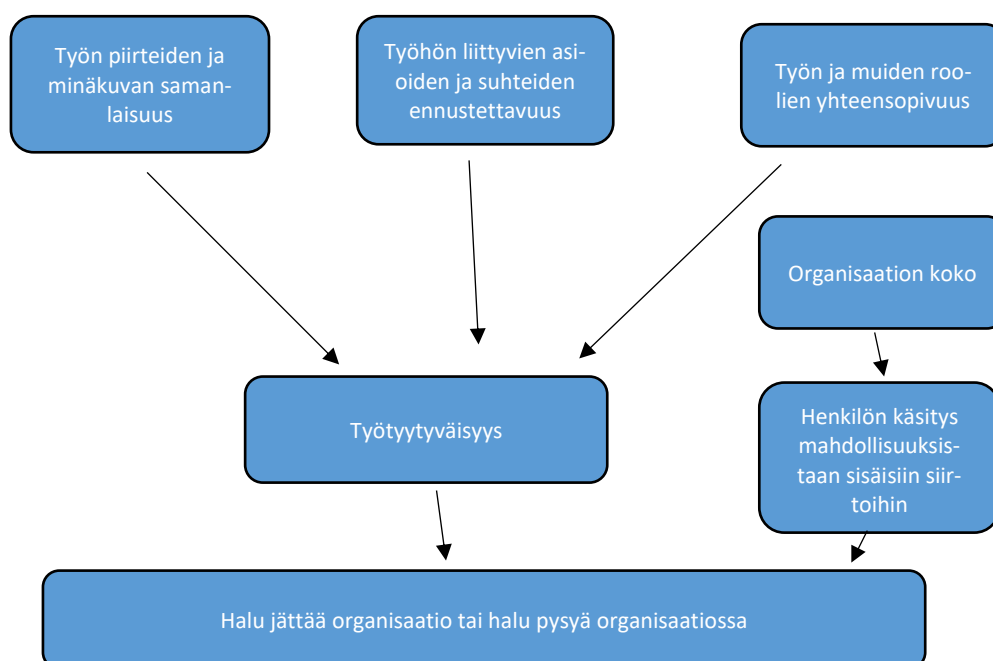 Työn piirteiden ja
minäkuvan saman-
laisuus
Työhön liittyvien asi-
oiden ja suhteiden
ennustettavuus
Työn ja muiden roo-
lien yhteensopivuus
Organisaation koko
Työtyytyväisyys
Henkilön käsitys
mahdollisuuksis-
taan sisäisiin siir-
toihin
Halu jättää organisaatio tai halu pysyä organisaatiossa